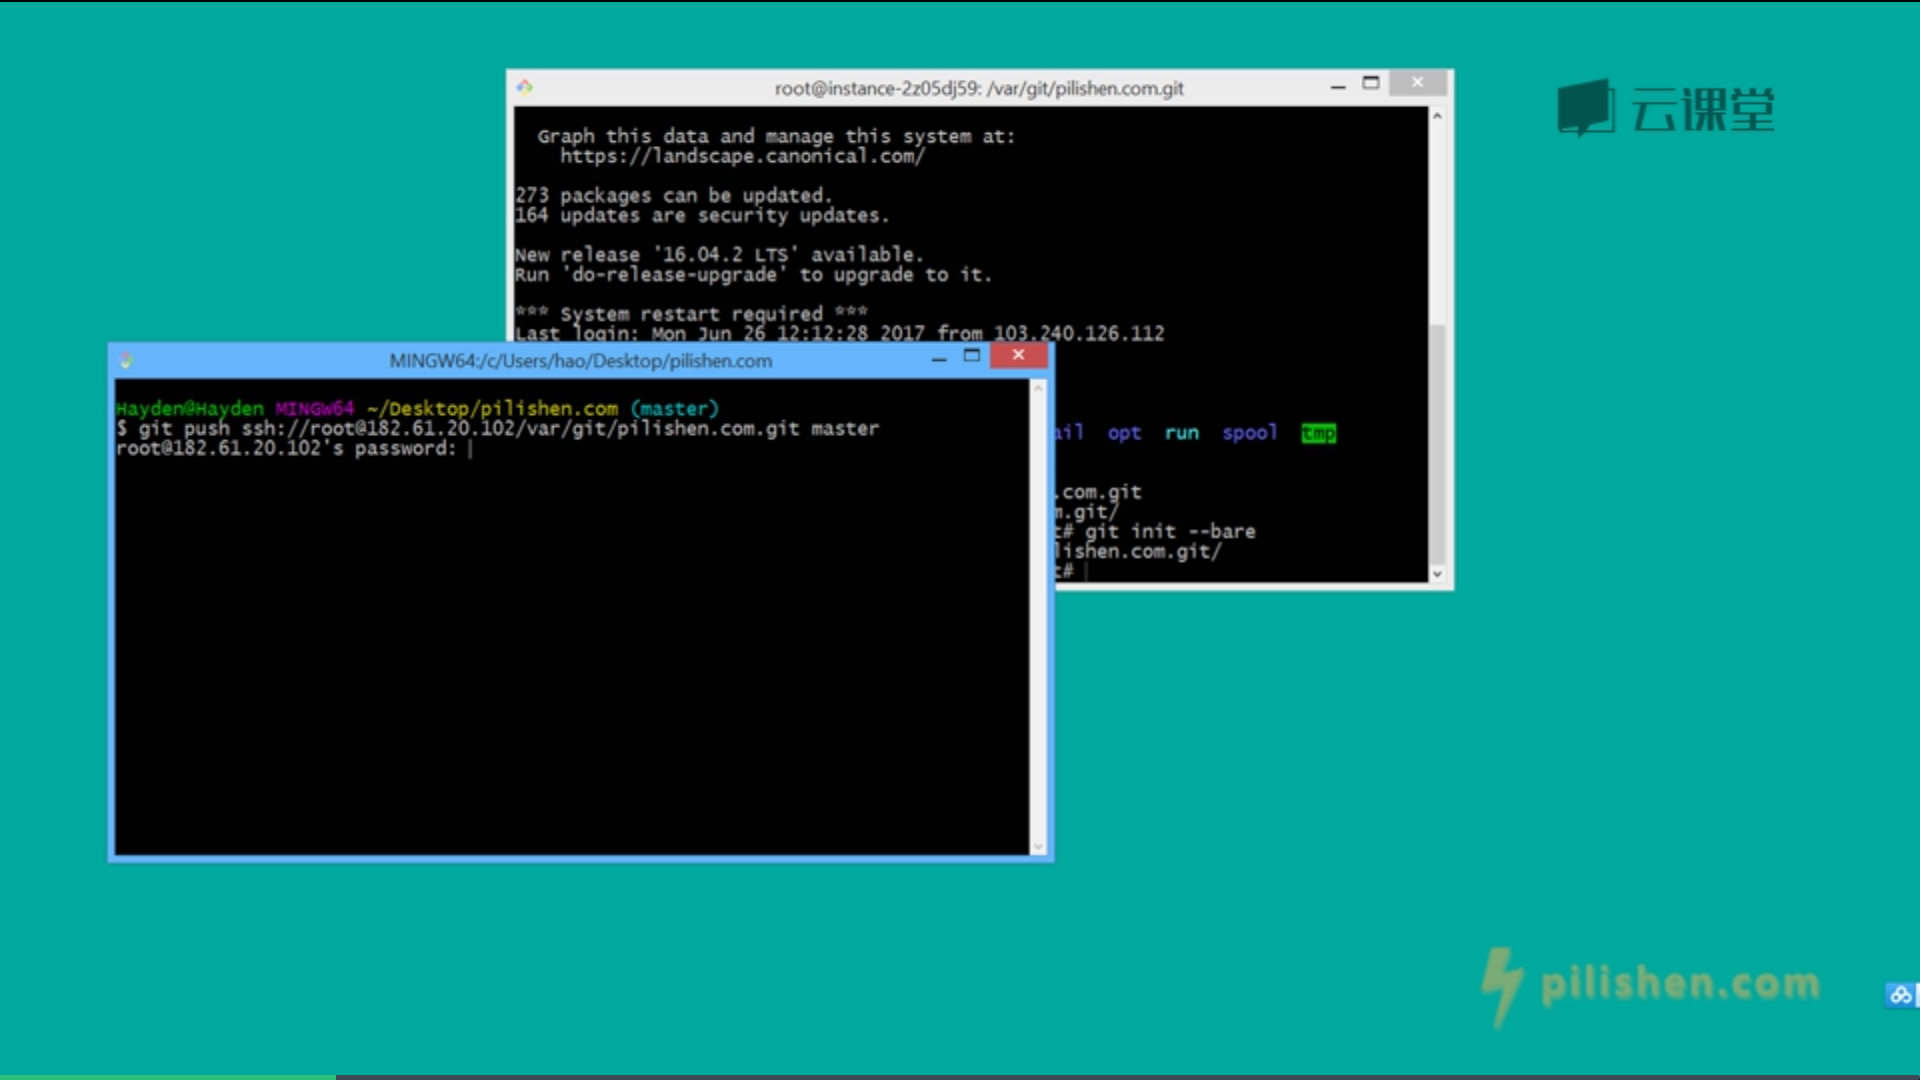 root@instance-2z05dj59: /var/git/pilishen.com.git
云课堂
Graph this data and manage this system at:
https://landscape.canonical.com/
273 packages can be updated.
164 updates are security updates.
New release '16.04.2 LTS' available.
Run 'do-release-upgrade' to upgrade to it.
*** System restart required ***
Last login: Mon Jun 26 12:12:28 2017 from 103.240.126.112
ail opt run spool tmp
.com.git
m.git/
t# git init --bare
lishen.com.git/
t#
MINGW64:/c/Users/hao/Desktop/pilishen.com
Hayden@Hayden MINGW64 ~/Desktop/pilishen.com (master)
$ git push ssh://root@182.61.20.102/var/git/pilishen.com.git master
root@182.61.20.102's password:
pilishen.com